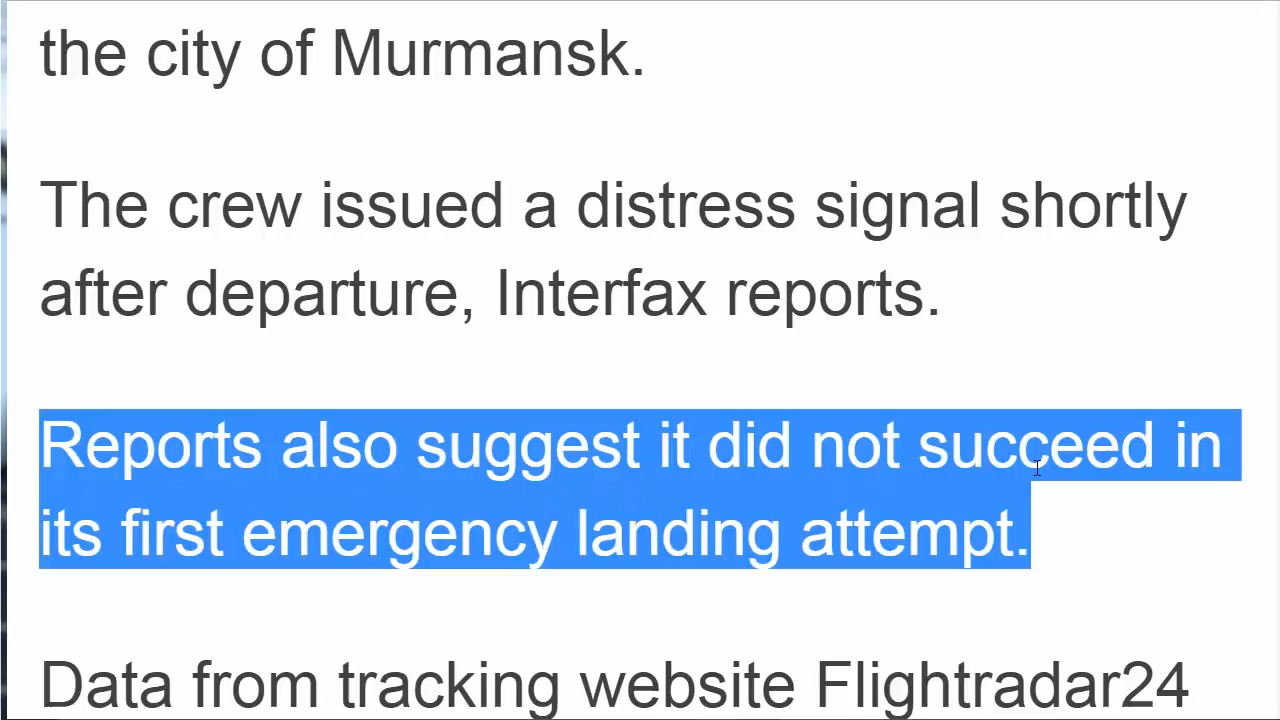 the city of Murmansk.
The crew issued a distress signal shortly
after departure, Interfax reports.
Reports also suggest it did not succeed in
its first emergency landing attempt.
Data from tracking website Flightradar24